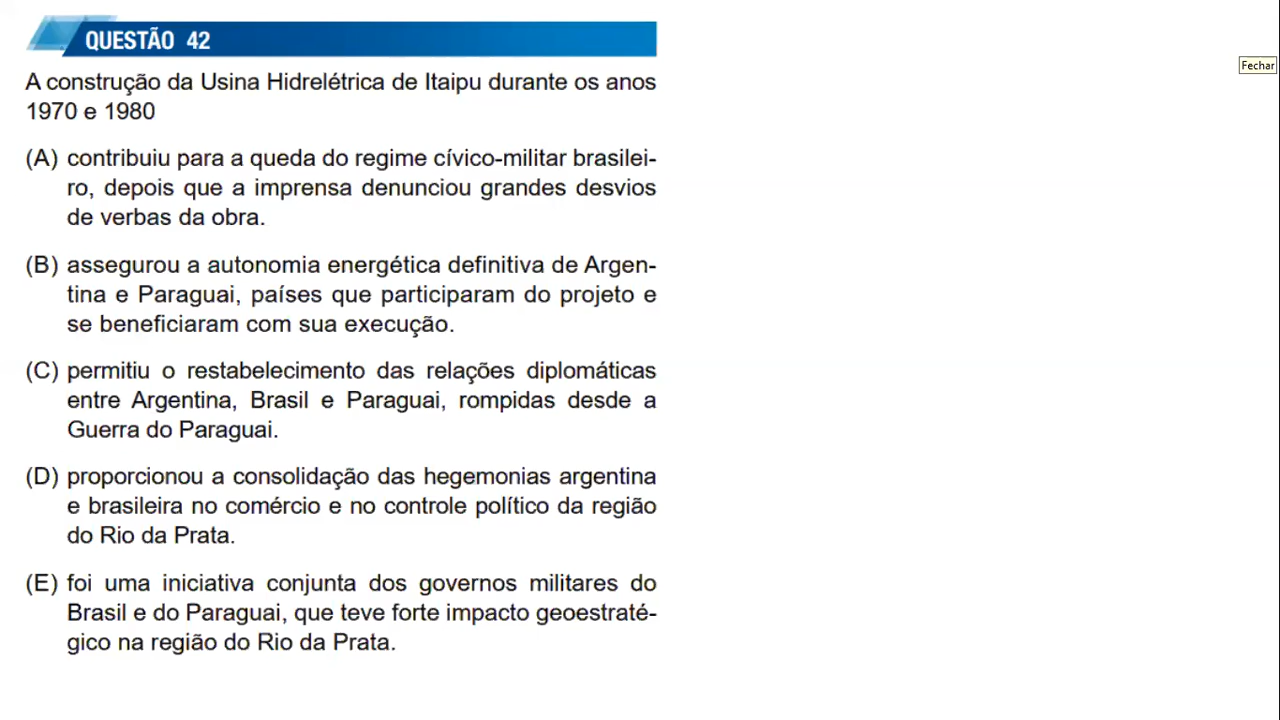 QUESTÃO 42
Fechar
A construção da Usina Hidrelétrica de Itaipu durante os anos
1970 e 1980
(A) contribuiu para a queda do regime cívico-militar brasilei-
ro, depois que a imprensa denunciou grandes desvios
de verbas da obra.
(B) assegurou a autonomia energética definitiva de Argen-
tina e Paraguai, países que participaram do projeto e
se beneficiaram com sua execução.
(C) permitiu o restabelecimento das relações diplomáticas
entre Argentina, Brasil e Paraguai, rompidas desde a
Guerra do Paraguai.
(D) proporcionou a consolidação das hegemonias argentina
e brasileira no comércio e no controle político da região
do Rio da Prata.
(E) foi uma iniciativa conjunta dos governos militares do
Brasil e do Paraguai, que teve forte impacto geoestraté-
gico na região do Rio da Prata.